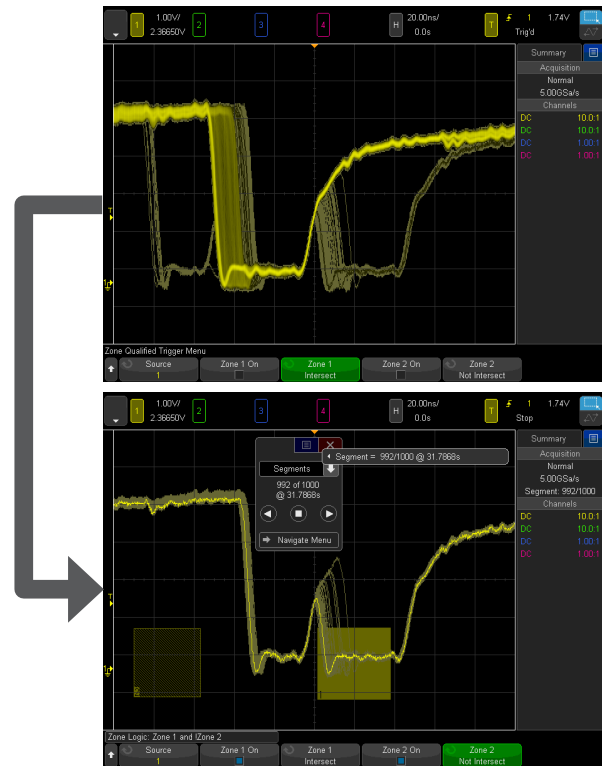 1 1.00V/ 2 3 4 H 20.00ns/ T 1 1.74V
2.36650V 0.0s Trig'd
Summary
Acquisition
Normal
5.00GSa/s
Channels
DC 10.0:1
DC 10.0:1
DC 1.00:1
DC 1.00:1
T
1
Zone Qualified Trigger Menu
Source Zone 1 On Zone 1 Zone 2 On Zone 2
1 Intersect Not Intersect
1 1.00V/ 2 3 4 H 20.00ns/ T 1 1.74V
2.36650V 0.0s Stop
Summary
Acquisition
Normal
Segment: 992/1000
Channels
DC 10.0:1
DC 10.0:1
DC 1.00:1
DC 1.00:1
Segment = 992/1000 @ 31.7868s
Segments
992 of 1000
@ 31.7868s
Navigate Menu
T
1
Zone Logic: Zone 1 and !Zone 2
Source Zone 1 On Zone 1 Zone 2 On Zone 2
1 Intersect Not Intersect